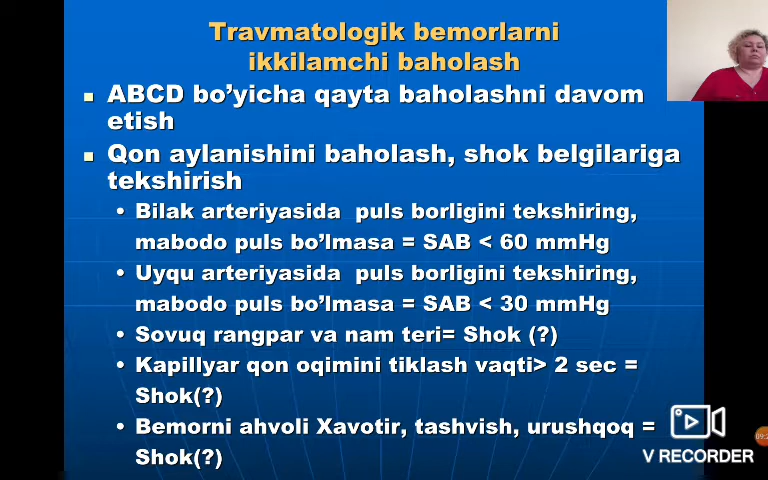 Travmatologik bemorlarni
ikkilamchi baholash
ABCD bo’yicha qayta baholashni davom
etish
Qon aylanishini baholash, shok belgilariga
tekshirish
• Bilak arteriyasida puls borligini tekshiring,
mabodo puls bo’lmasa = SAB < 60 mmHg
• Uyqu arteriyasida puls borligini tekshiring,
mabodo puls bo’lmasa = SAB < 30 mmHg
• Sovuq rangpar va nam teri= Shok (?)
• Kapillyar qon oqimini tiklash vaqti> 2 sec =
Shok(?)
• Bemorni ahvoli Xavotir, tashvish, urushqoq =
Shok(?)
V RECORDER